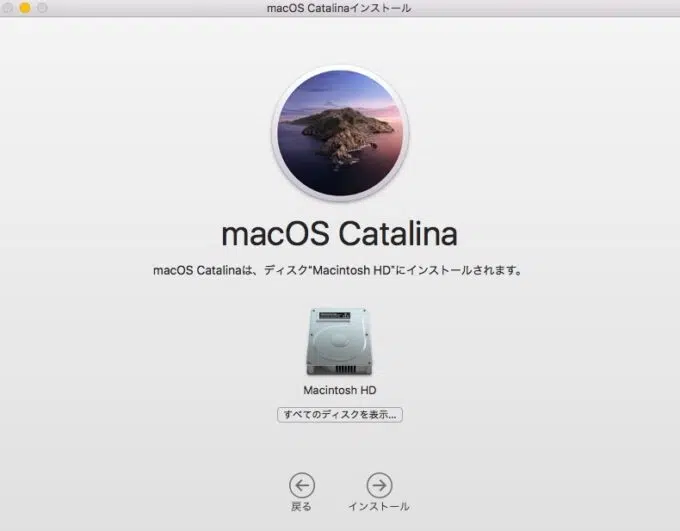 macOS Catalinaインストール
macOS Catalina
macOS Catalinaは、ディスク"Macintosh HD"にインストールされます。
Macintosh HD
すべてのディスクを表示...
戻る
インストール